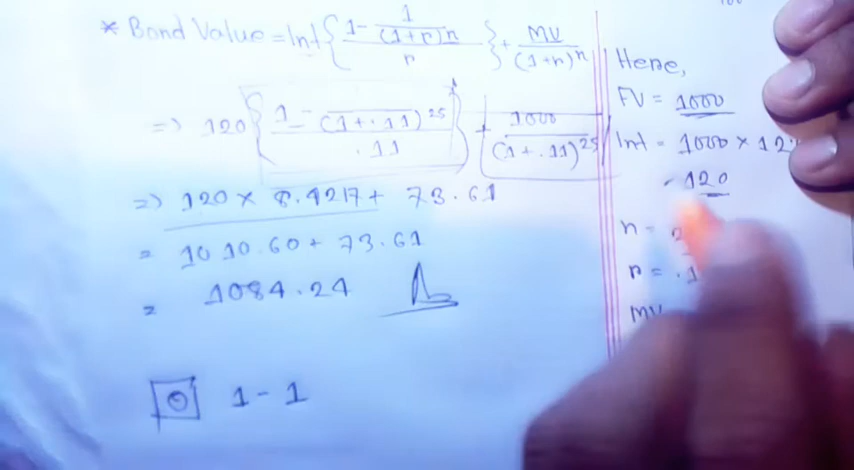 * Bond Value = Int { 1 - 1/(1+r)n / r } + MV/(1+r)n
=> 120 { 1 - 1/(1+.11)25 / .11 } + 1000/(1+.11)25
=> 120 × 8.4217 + 73.61
= 1010.60 + 73.61
= 1084.24
1 - 1
Here,
FV = 1000
Int = 1000 × 12
120
n =
r = .1
MV